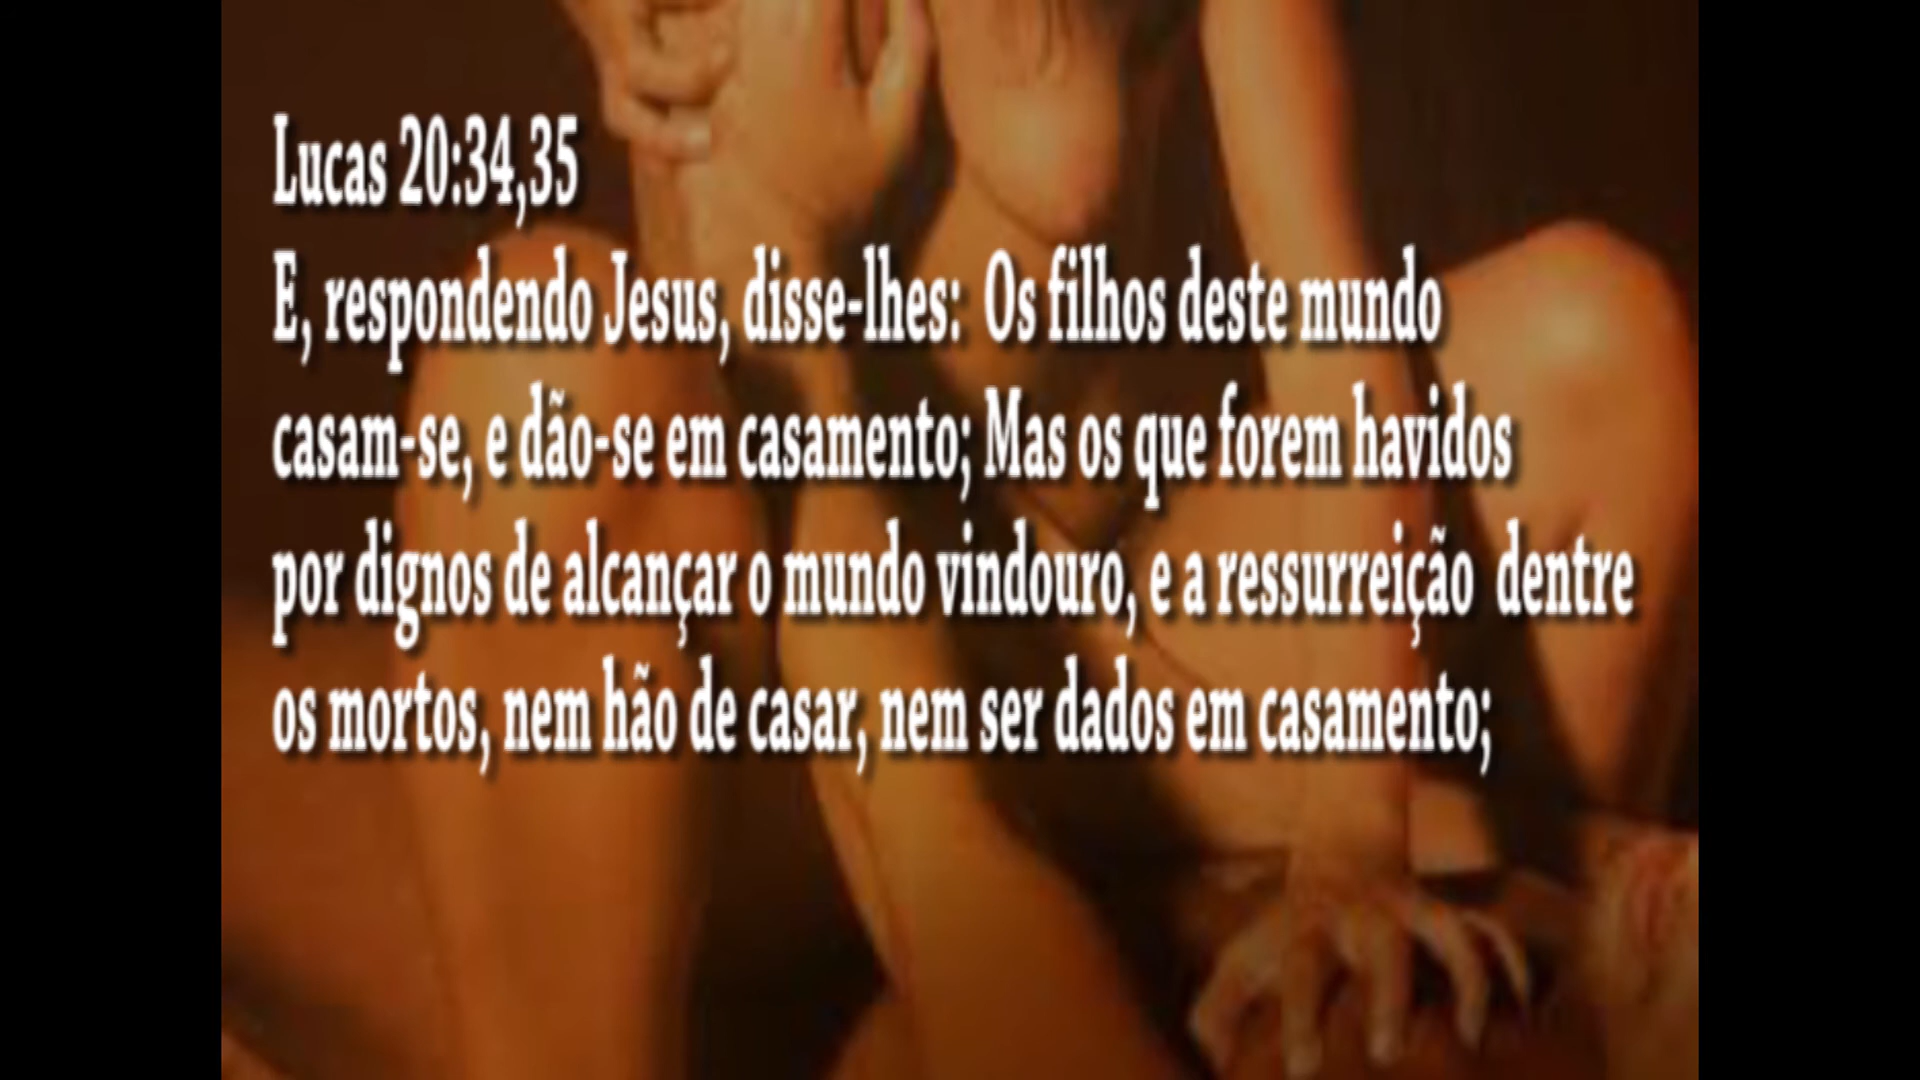 Lucas 20:34,35
E, respondendo Jesus, disse-lhes: Os filhos deste mundo
casam-se, e dão-se em casamento; Mas os que forem havidos
por dignos de alcançar o mundo vindouro, e a ressurreição dentre
os mortos, nem hão de casar, nem ser dados em casamento;